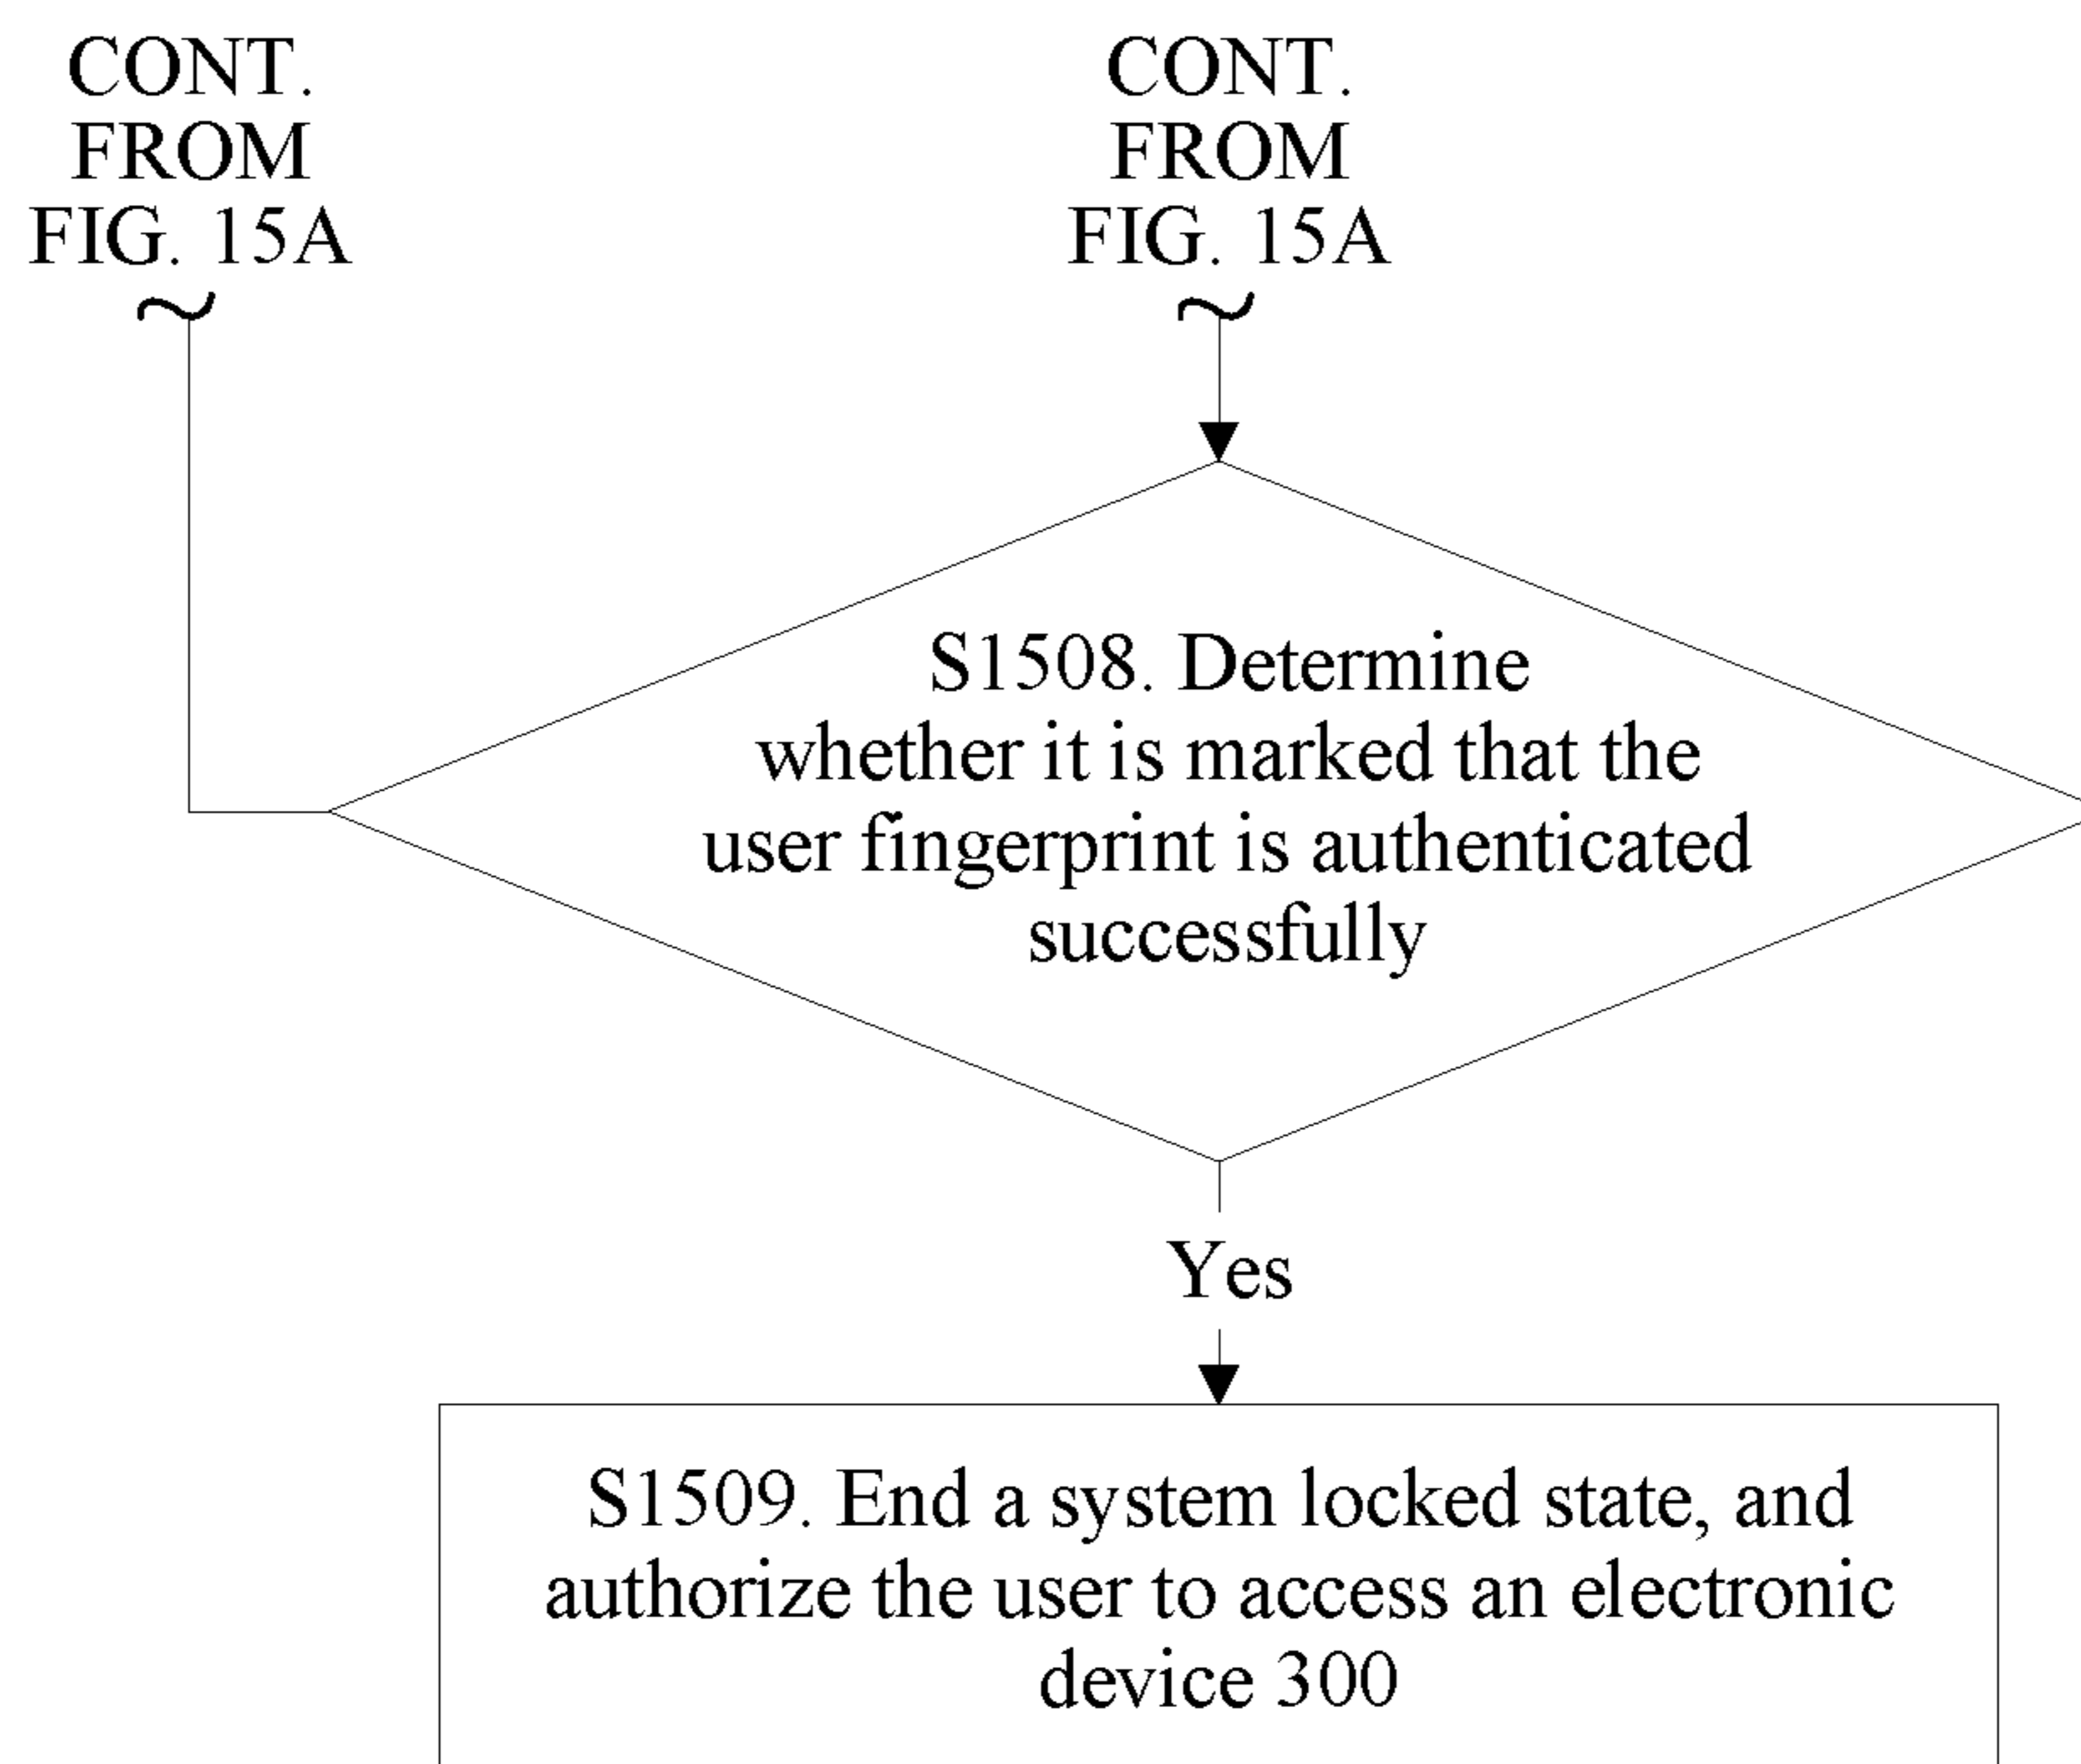 CONT.
FROM
FIG. 15A
CONT.
FROM
FIG. 15A
S1508. Determine
whether it is marked that the
user fingerprint is authenticated
successfully
Yes
S1509. End a system locked state, and
authorize the user to access an electronic
device 300